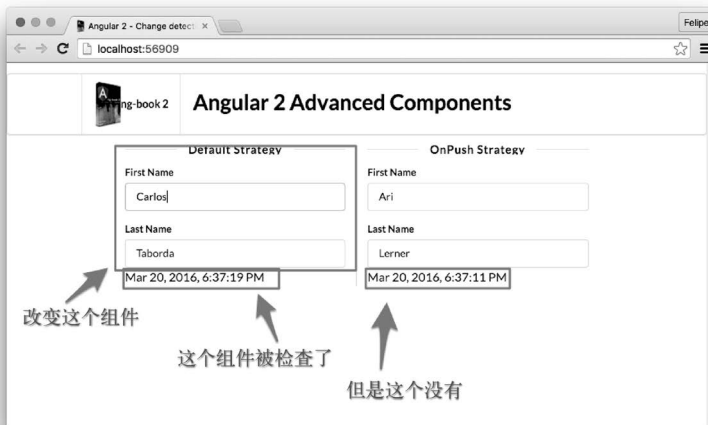 Angular 2 - Change detect
Felipe
localhost:56909
A
ng-book 2
Angular 2 Advanced Components
Default Strategy
OnPush Strategy
First Name
First Name
Carlos
Ari
Last Name
Last Name
Taborda
Lerner
Mar 20, 2016, 6:37:19 PM
Mar 20, 2016, 6:37:11 PM
改变这个组件
这个组件被检查了
但是这个没有